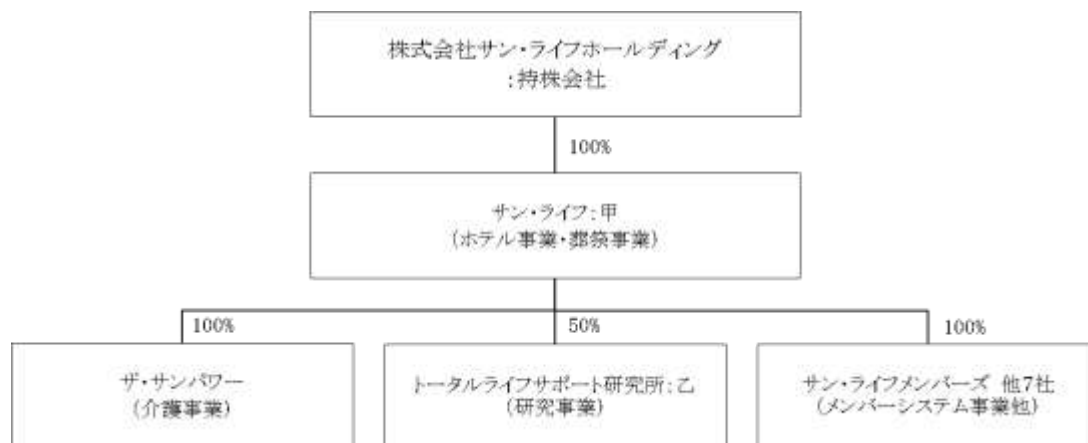 株式会社サン・ライフホールディング
:持株会社
100%
サン・ライフ:甲
(ホテル事業・葬祭事業)
100%
50%
100%
ザ・サンパワー
(介護事業)
トータルライフサポート研究所:乙
(研究事業)
サン・ライフメンバーズ 他7社
(メンバーシステム事業他)